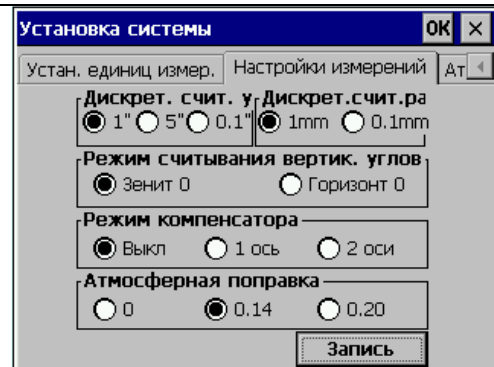 Установка системы OK ×
Устан. единиц измер. Настройки измерений Ат
Дискрет. счит. у Дискрет.счит.ра
1" 5" 0.1" 1mm 0.1mm
Режим считывания вертик. углов
Зенит 0 Горизонт 0
Режим компенсатора
Выкл 1 ось 2 оси
Атмосферная поправка
0 0.14 0.20
Запись